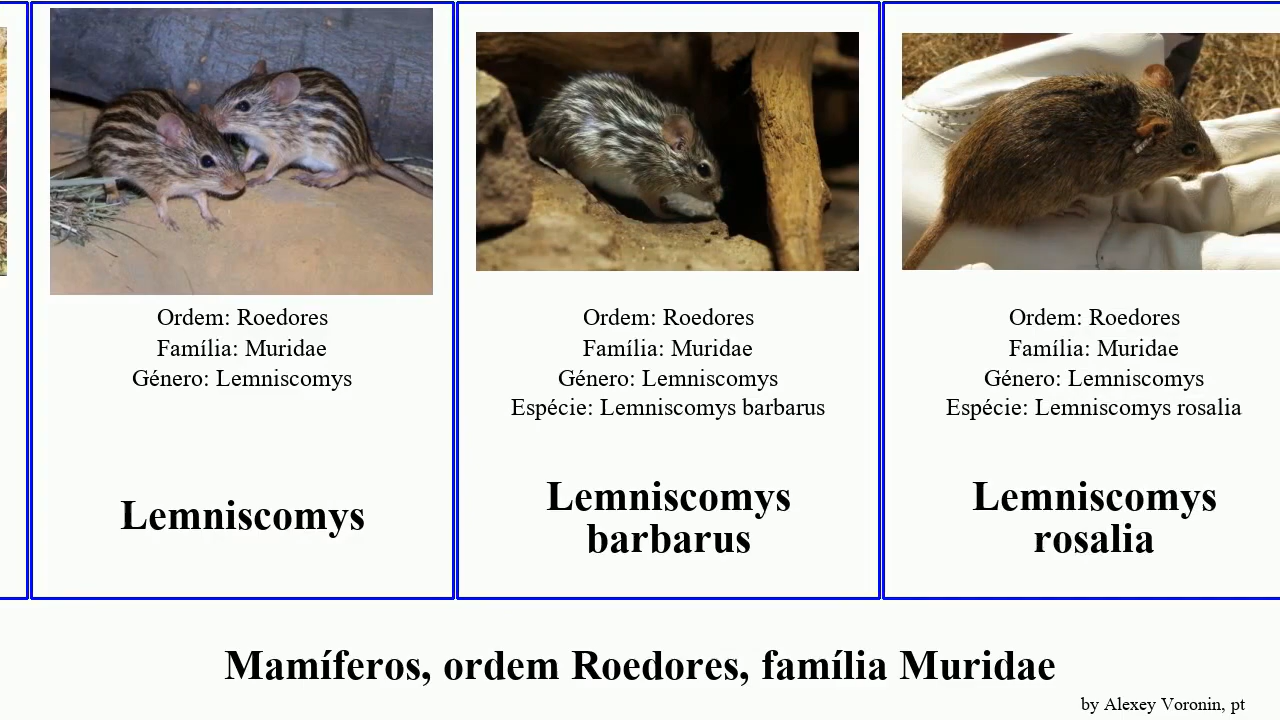 Ordem: Roedores
Família: Muridae
Género: Lemniscomys
Lemniscomys
Ordem: Roedores
Família: Muridae
Género: Lemniscomys
Espécie: Lemniscomys barbarus
Lemniscomys
barbarus
Ordem: Roedores
Família: Muridae
Género: Lemniscomys
Espécie: Lemniscomys rosalia
Lemniscomys
rosalia
Mamíferos, ordem Roedores, família Muridae
by Alexey Voronin, pt